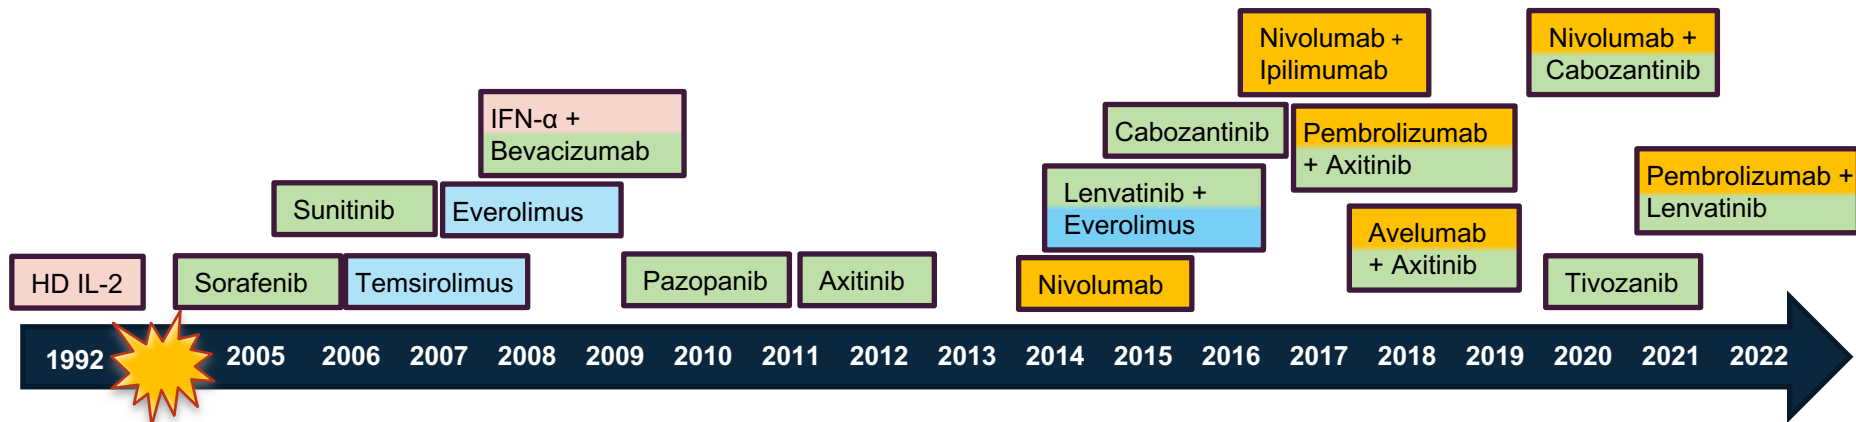 Nivolumab +
Ipilimumab
Nivolumab +
Cabozantinib
IFN-α +
Bevacizumab
Cabozantinib
Pembrolizumab
+ Axitinib
Pembrolizumab +
Lenvatinib
Sunitinib
Everolimus
Lenvatinib +
Everolimus
Avelumab
+ Axitinib
HD IL-2
Sorafenib
Temsirolimus
Pazopanib
Axitinib
Nivolumab
Tivozanib
1992 2005 2006 2007 2008 2009 2010 2011 2012 2013 2014 2015 2016 2017 2018 2019 2020 2021 2022